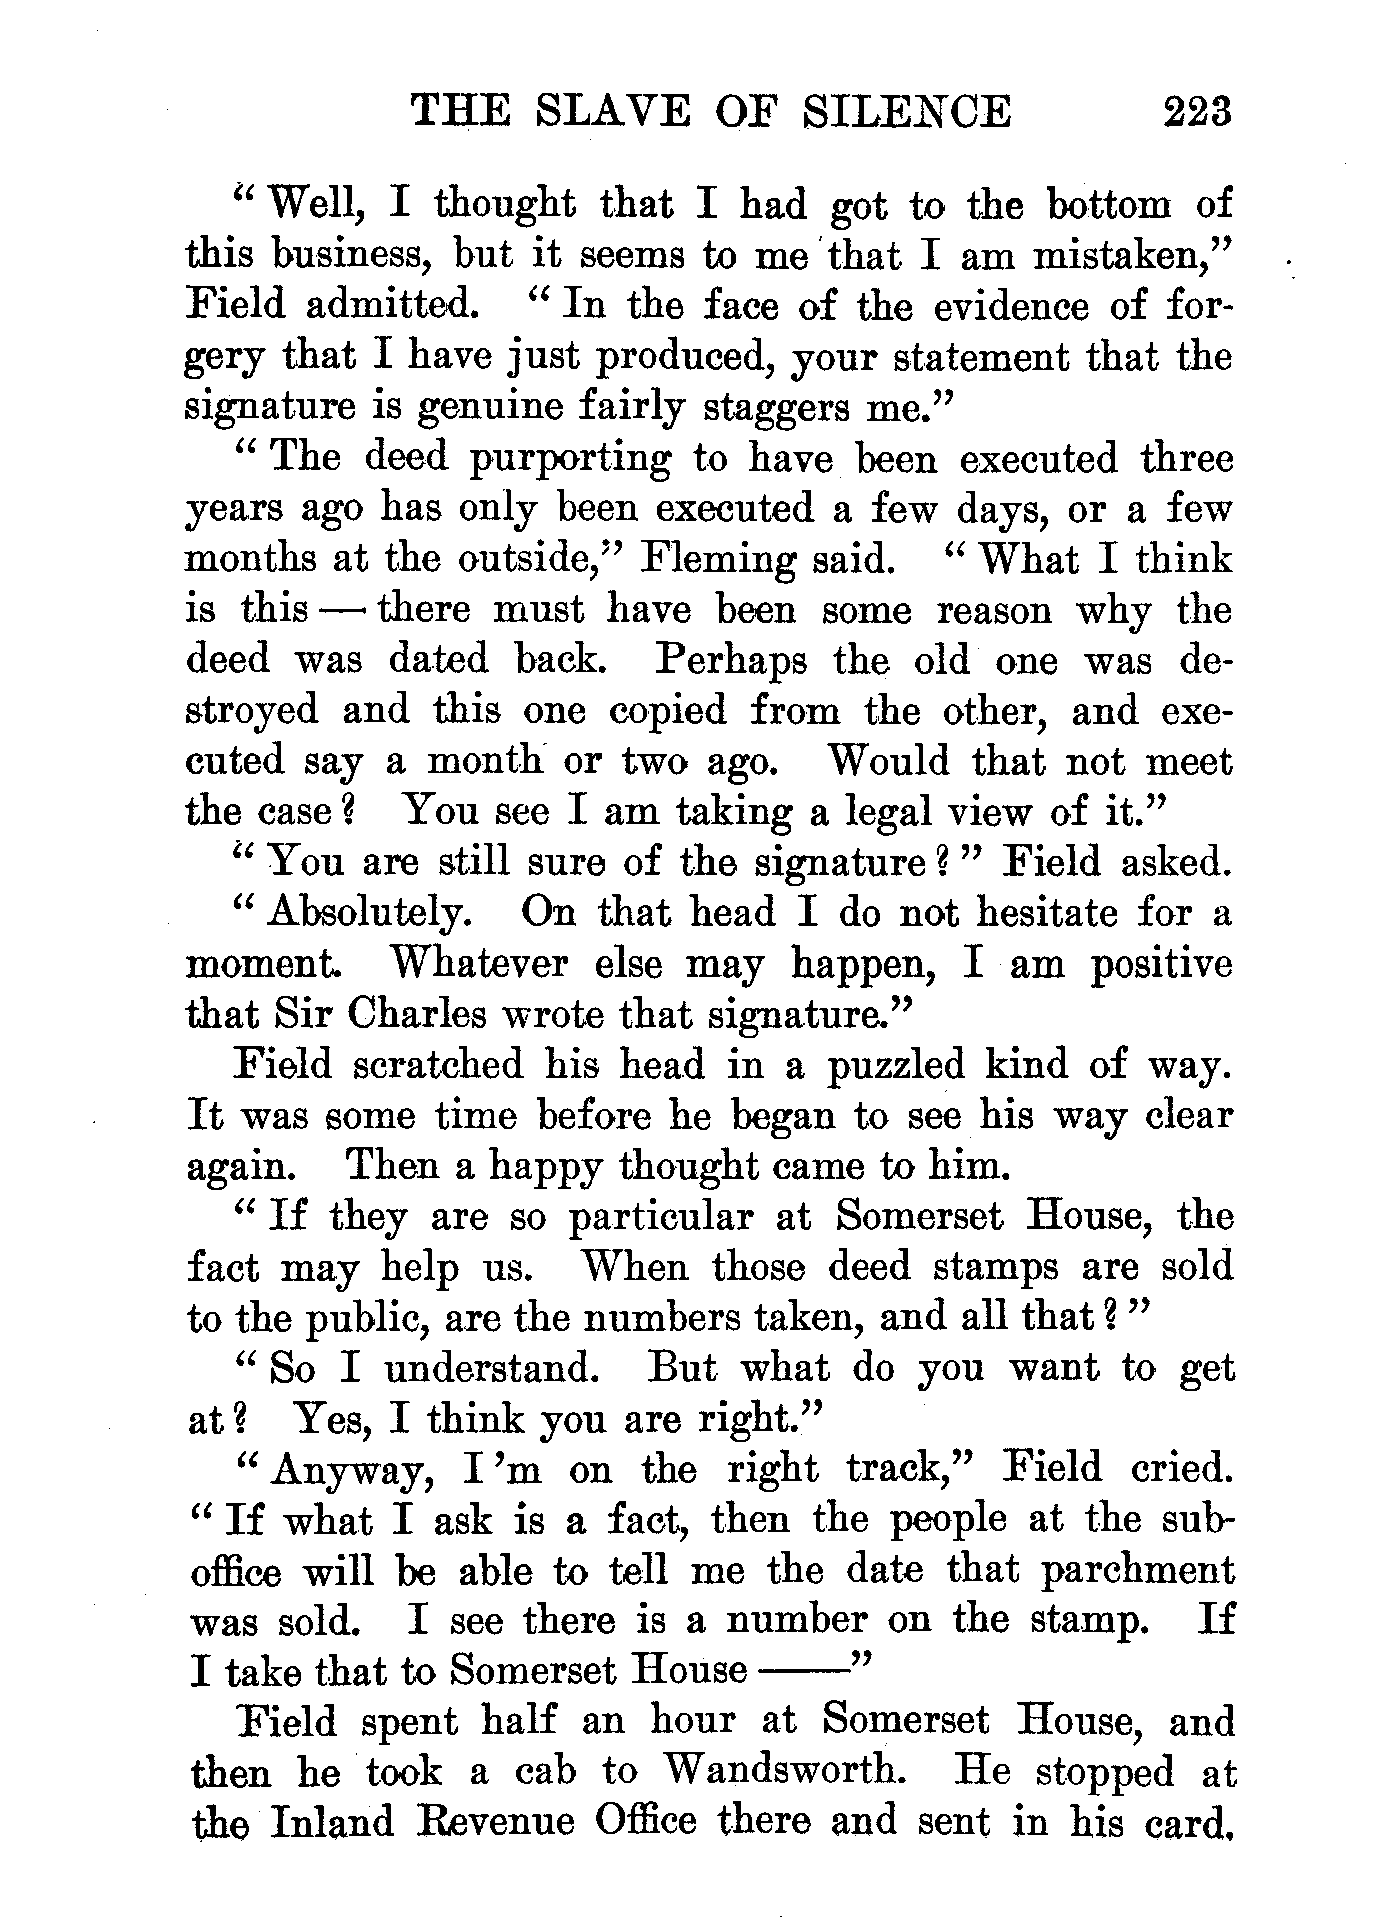 THE SLAVE OF SILENCE 223
“ Well, I thought that I had got to the bottom of
this business, but it seems to me that I am mistaken,”
Field admitted. “ In the face of the evidence of for-
gery that I have just produced, your statement that the
signature is genuine fairly staggers me.”
“ The deed purporting to have been executed three
years ago has only been executed a few days, or a few
months at the outside,” Fleming said. “ What I think
is this — there must have been some reason why the
deed was dated back. Perhaps the old one was de-
stroyed and this one copied from the other, and exe-
cuted say a month or two ago. Would that not meet
the case ? You see I am taking a legal view of it.”
“ You are still sure of the signature ? ” Field asked.
“ Absolutely. On that head I do not hesitate for a
moment. Whatever else may happen, I am positive
that Sir Charles wrote that signature.”
Field scratched his head in a puzzled kind of way.
It was some time before he began to see his way clear
again. Then a happy thought came to him.
“ If they are so particular at Somerset House, the
fact may help us. When those deed stamps are sold
to the public, are the numbers taken, and all that ? ”
“ So I understand. But what do you want to get
at ? Yes, I think you are right.”
“ Anyway, I ’m on the right track,” Field cried.
“ If what I ask is a fact, then the people at the sub-
office will be able to tell me the date that parchment
was sold. I see there is a number on the stamp. If
I take that to Somerset House ——”
Field spent half an hour at Somerset House, and
then he took a cab to Wandsworth. He stopped at
the Inland Revenue Office there and sent in his card.